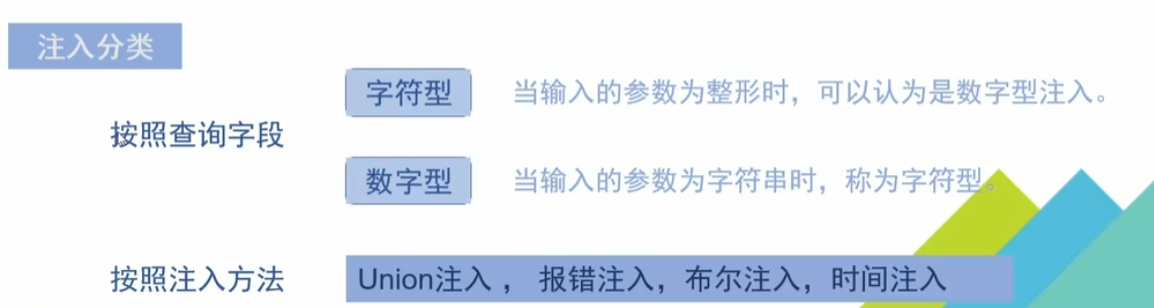 注入分类
字符型 当输入的参数为整形时，可以认为是数字型注入。
按照查询字段
数字型 当输入的参数为字符串时，称为字符型。
按照注入方法 Union注入 ， 报错注入，布尔注入，时间注入